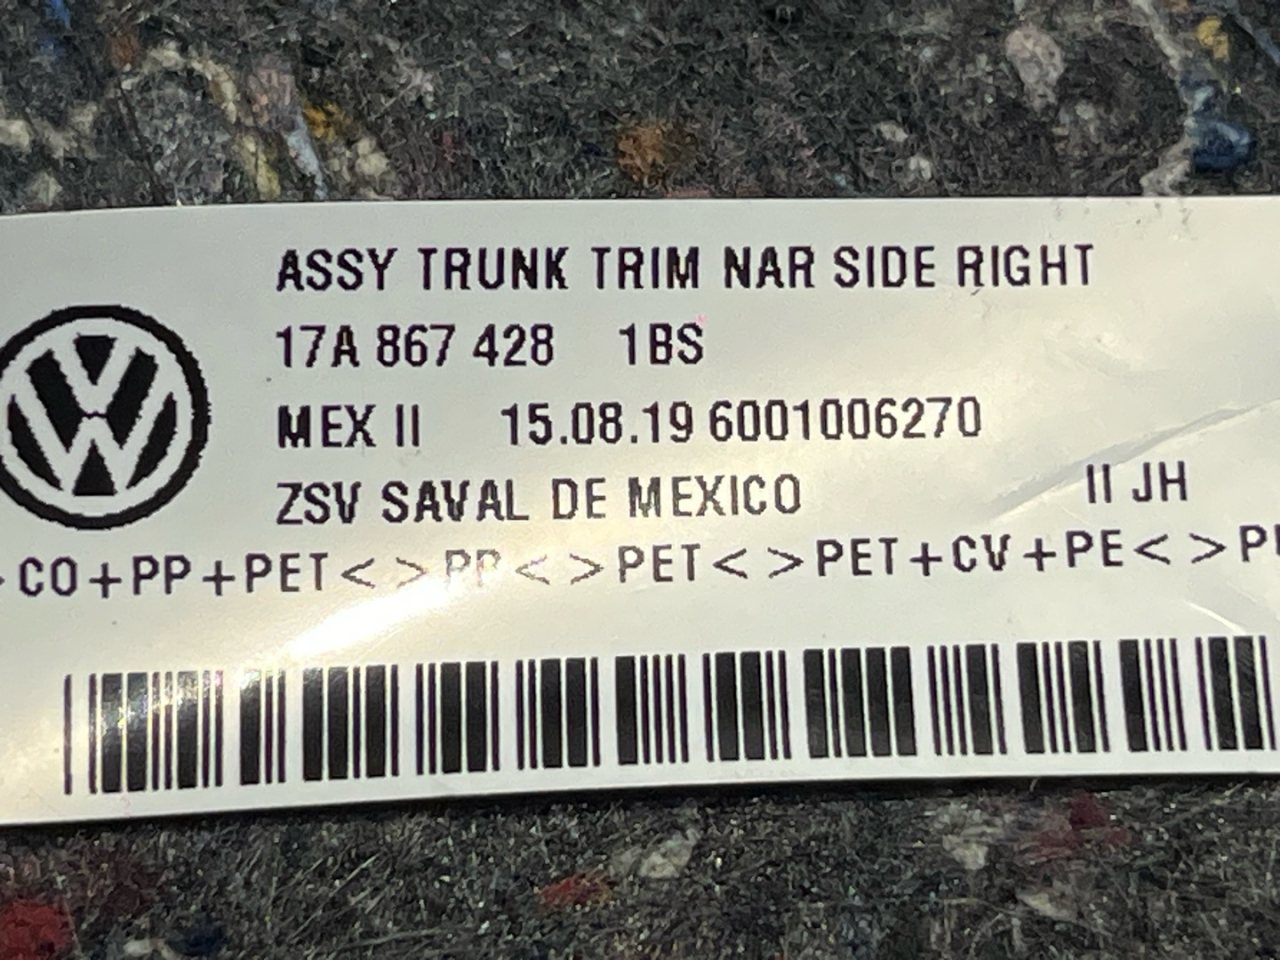 ASSY TRUNK TRIM NAR SIDE RIGHT
17A 867 428 1BS
MEX II 15.08.19 6001006270
ZSV SAVAL DE MEXICO II JH
CO+PP+PET< >PP< >PET< >PET+CV+PE< >P